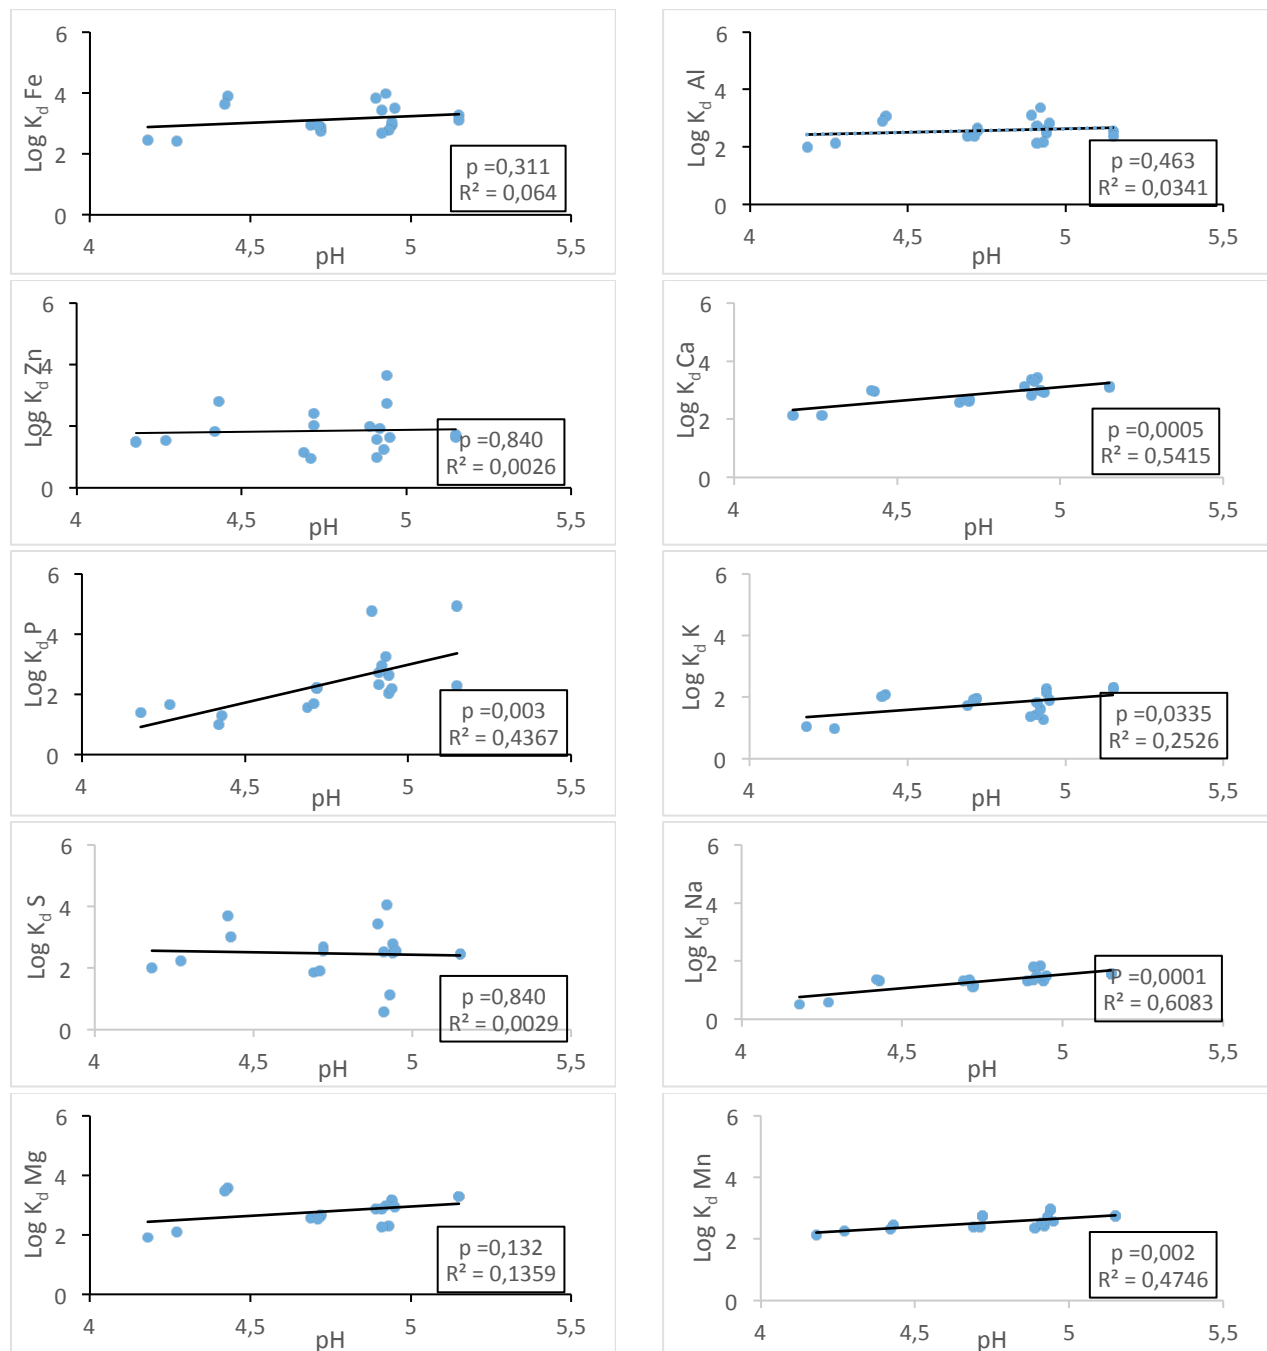 Log Kd Fe
6
4
2
0
4
4,5
5
5,5
pH
p =0,311
R² = 0,064
Log Kd Al
6
4
2
0
4
4,5
5
5,5
pH
p =0,463
R² = 0,0341
Log Kd Zn
6
4
2
0
4
4,5
5
5,5
pH
p =0,840
R² = 0,0026
Log Kd Ca
6
4
2
0
4
4,5
5
5,5
pH
p =0,0005
R² = 0,5415
Log Kd P
6
4
2
0
4
4,5
5
5,5
pH
p =0,003
R² = 0,4367
Log Kd K
6
4
2
0
4
4,5
5
5,5
pH
p =0,0335
R² = 0,2526
Log Kd S
6
4
2
0
4
4,5
5
5,5
pH
p =0,840
R² = 0,0029
Log Kd Na
6
4
2
0
4
4,5
5
5,5
pH
P =0,0001
R² = 0,6083
Log Kd Mg
6
4
2
0
4
4,5
5
5,5
pH
p =0,132
R² = 0,1359
Log Kd Mn
6
4
2
0
4
4,5
5
5,5
pH
p =0,002
R² = 0,4746